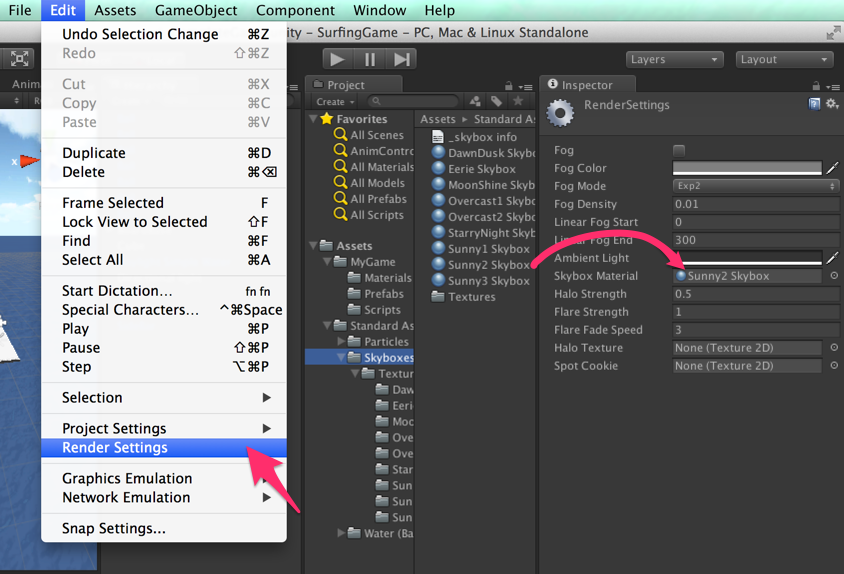 File Edit Assets GameObject Component Window Help
SurfingGame – PC, Mac & Linux Standalone
Undo Selection Change ⌘Z
Redo ⇧⌘Z
Cut ⌘X
Copy ⌘C
Paste ⌘V
Duplicate ⌘D
Delete ⌘⌫
Frame Selected F
Lock View to Selected ⇧F
Find ⌘F
Select All ⌘A
Start Dictation… fn fn
Special Characters… ^⌘Space
Play ⌘P
Pause ⇧⌘P
Step ⌥⌘P
Selection
Project Settings
Render Settings
Graphics Emulation
Network Emulation
Snap Settings...
Layers
Layout
Project
Create
Favorites
All Scenes
AnimContro
All Materials
All Models
All Prefabs
All Scripts
Assets
MyGame
Materials
Prefabs
Scripts
Standard As
Particles
Skyboxes
Textur
Daw
Eerie
Moo
Ove
Ove
Star
Sun
Sun
Sun
Water (Ba
Assets ▸ Standard As
_skybox info
DawnDusk Skybo
Eerie Skybox
MoonShine Skyb
Overcast1 Skybo
Overcast2 Skybo
StarryNight Skyb
Sunny1 Skybox
Sunny2 Skybox
Sunny3 Skybox
Textures
Inspector
RenderSettings
Fog
Fog Color
Fog Mode Exp2
Fog Density 0.01
Linear Fog Start 0
Linear Fog End 300
Ambient Light
Skybox Material Sunny2 Skybox
Halo Strength 0.5
Flare Strength 1
Flare Fade Speed 3
Halo Texture None (Texture 2D)
Spot Cookie None (Texture 2D)
Anim
x